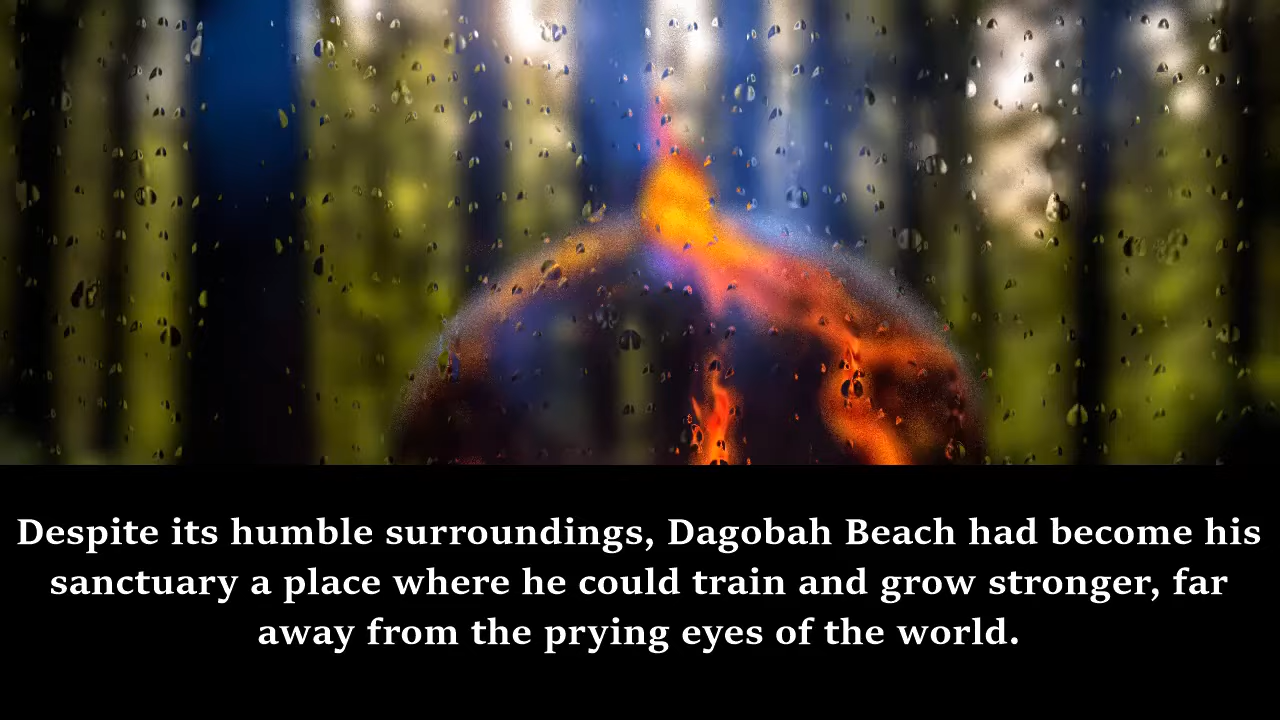 Despite its humble surroundings, Dagobah Beach had become his
sanctuary a place where he could train and grow stronger, far
away from the prying eyes of the world.